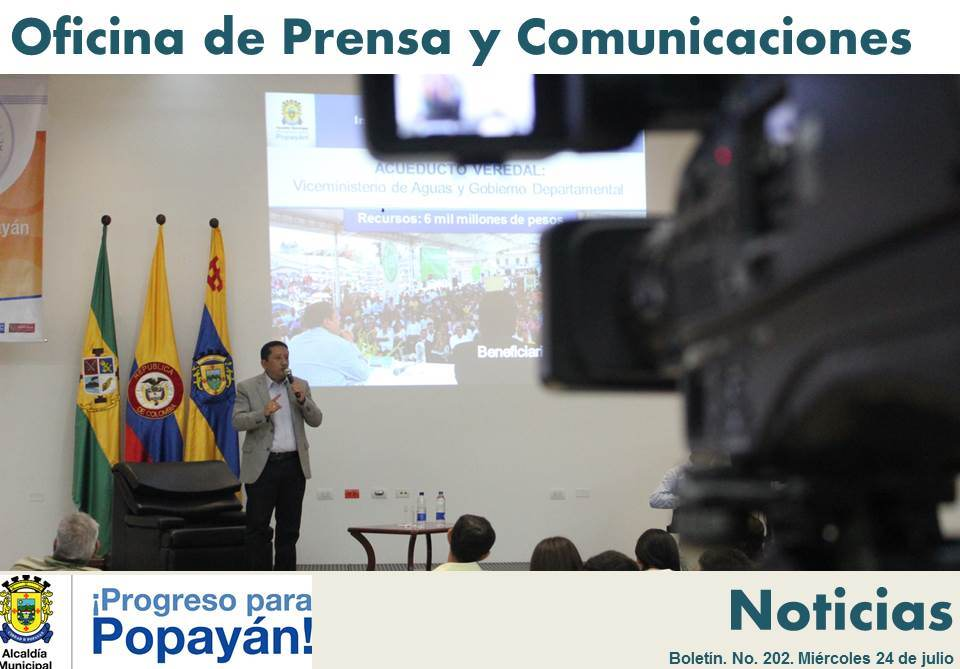 Oficina de Prensa y Comunicaciones
Popayán
ACUEDUCTO VEREDAL:
Viceministerio de Aguas y Gobierno Departamental
Recursos: 6 mil millones de pesos
REPUBLICA
DE COLOMBIA
Alcaldía
Municipal
¡Progreso para
Popayán!
Noticias
Boletín. No. 202. Miércoles 24 de julio